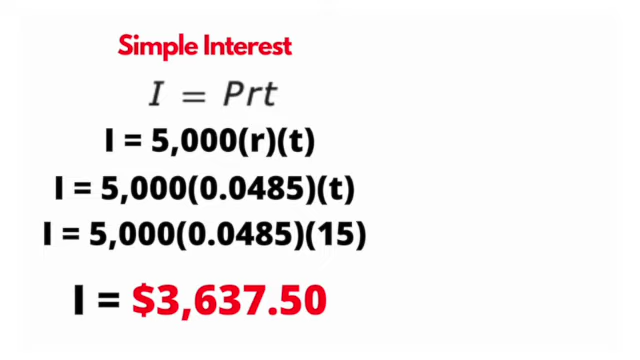 Simple Interest
I = Prt
I = 5,000(r)(t)
I = 5,000(0.0485)(t)
I = 5,000(0.0485)(15)
I = $3,637.50